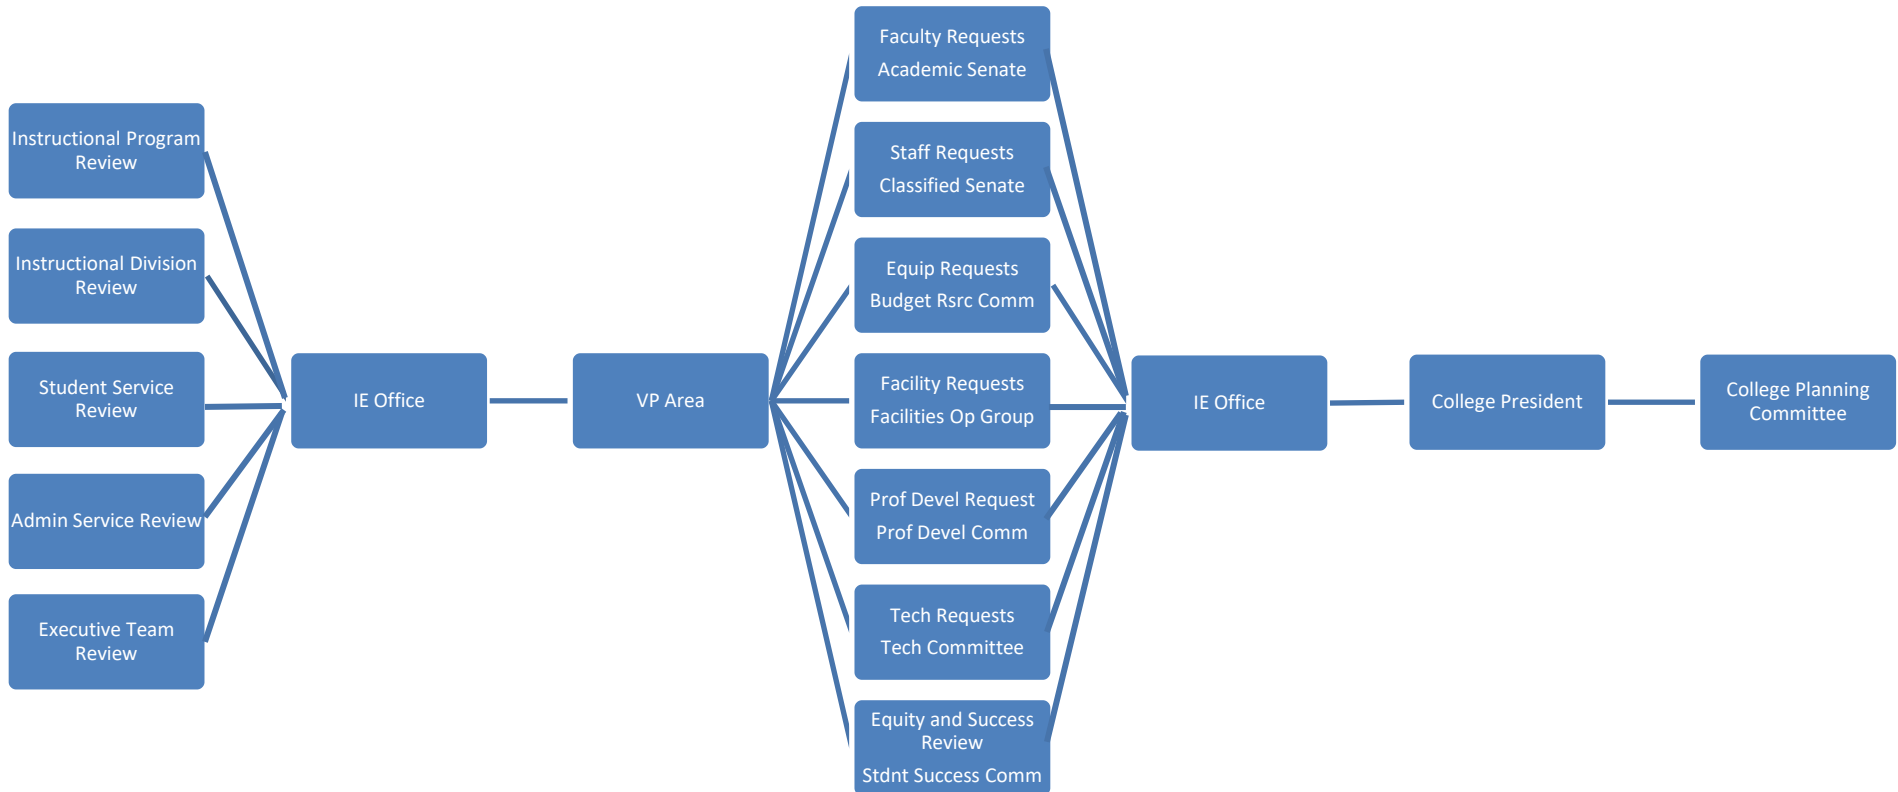 Instructional Program
Review
Instructional Division
Review
Student Service
Review
Admin Service Review
Executive Team
Review
IE Office
VP Area
Faculty Requests
Academic Senate
Staff Requests
Classified Senate
Equip Requests
Budget Rsrc Comm
Facility Requests
Facilities Op Group
Prof Devel Request
Prof Devel Comm
Tech Requests
Tech Committee
Equity and Success
Review
Stdnt Success Comm
IE Office
College President
College Planning
Committee